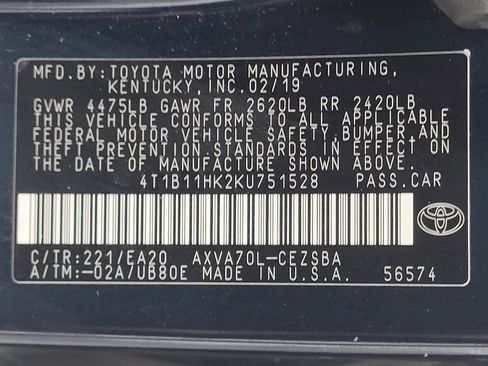 MFD.BY:TOYOTA MOTOR MANUFACTURING,
KENTUCKY, INC.02/19
GVWR 4475LB GAWR FR 2620LB RR 2420LB
THIS VEHICLE CONFORMS TO ALL APPLICABLE
FEDERAL MOTOR VEHICLE SAFETY, BUMPER, AND
THEFT PREVENTION STANDARDS IN EFFECT ON
THE DATE OF MANUFACTURE SHOWN ABOVE.
4T1B11HK2KU751528 PASS.CAR
C/TR:221/EA20 AXVA70L-CEZSBA
A/TM:-02A/UB80E MADE IN U.S.A. 56574
TOYOTA